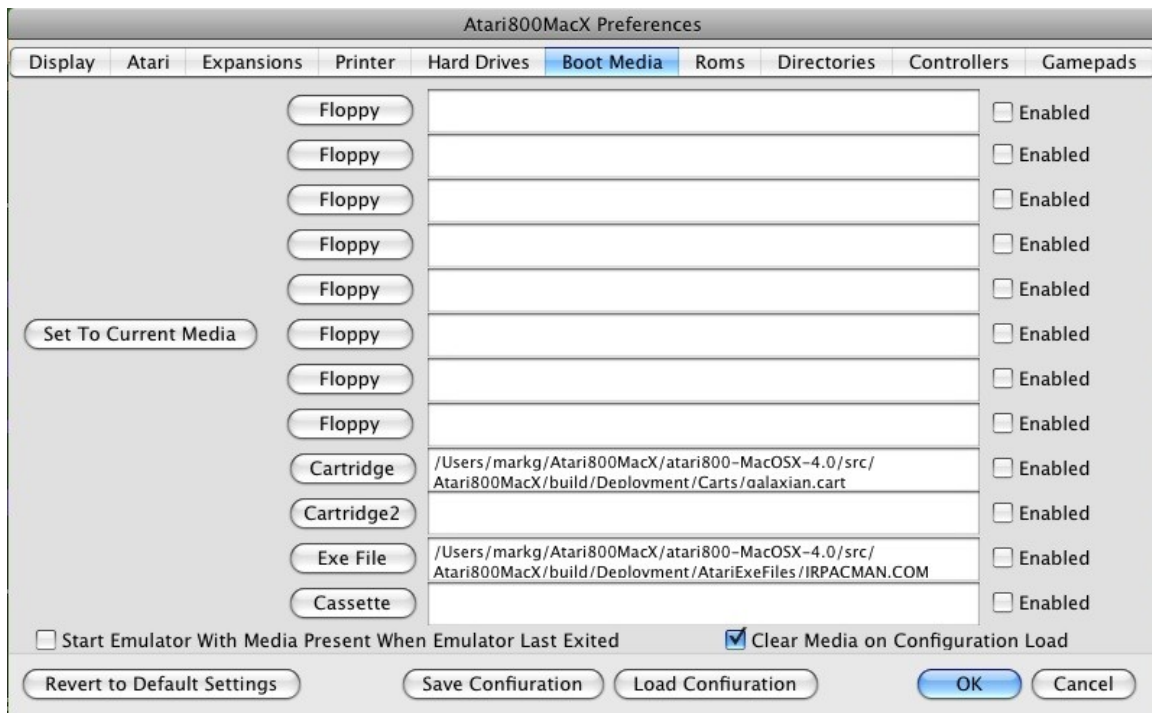 Atari800MacX Preferences
Display Atari Expansions Printer Hard Drives Boot Media Roms Directories Controllers Gamepads
Floppy Enabled
Floppy Enabled
Floppy Enabled
Floppy Enabled
Floppy Enabled
Set To Current Media Floppy Enabled
Floppy Enabled
Floppy Enabled
Cartridge /Users/markg/Atari800MacX/atari800-MacOSX-4.0/src/ Enabled
Atari800MacX/build/Deployment/Carts/galaxian.cart
Cartridge2 Enabled
Exe File /Users/markg/Atari800MacX/atari800-MacOSX-4.0/src/ Enabled
Atari800MacX/build/Deployment/AtariExeFiles/IRPACMAN.COM
Cassette Enabled
Start Emulator With Media Present When Emulator Last Exited Clear Media on Configuration Load
Revert to Default Settings Save Confiuration Load Confiuration OK Cancel